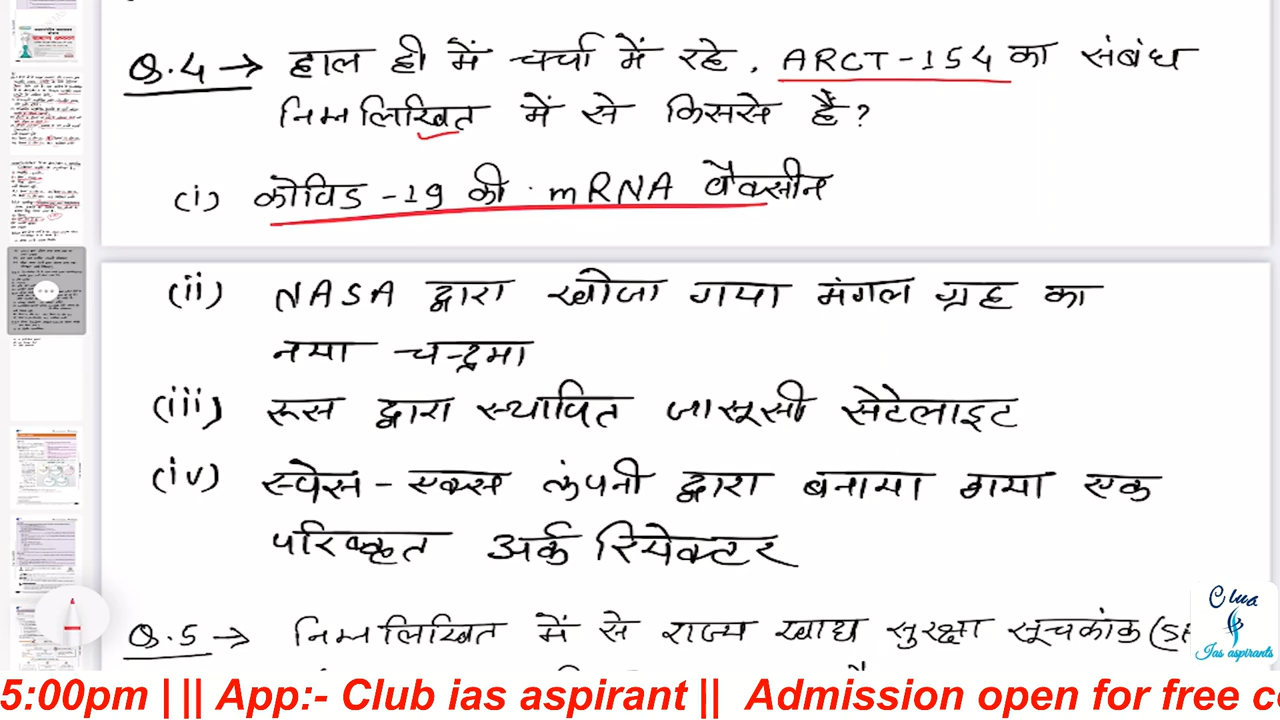 Q.4 → हाल ही में चर्चा में रहे, ARCT-154 का संबंध
निम्नलिखित में से किससे है?
(i) कोविड -19 की mRNA वैक्सीन
(ii) NASA द्वारा खोजा गया मंगल ग्रह का
नया चन्द्रमा
(iii) रूस द्वारा स्थापित जासूसी सेटेलाइट
(iv) स्पेस - एक्स कंपनी द्वारा बनाया गया एक
परिष्कृत अर्क रियेक्टर
Q.5 → निम्नलिखित में से राज्य खाद्य सुरक्षा सूचकांक
Club
Ias aspirants
5:00pm | || App:- Club ias aspirant || Admission open for free